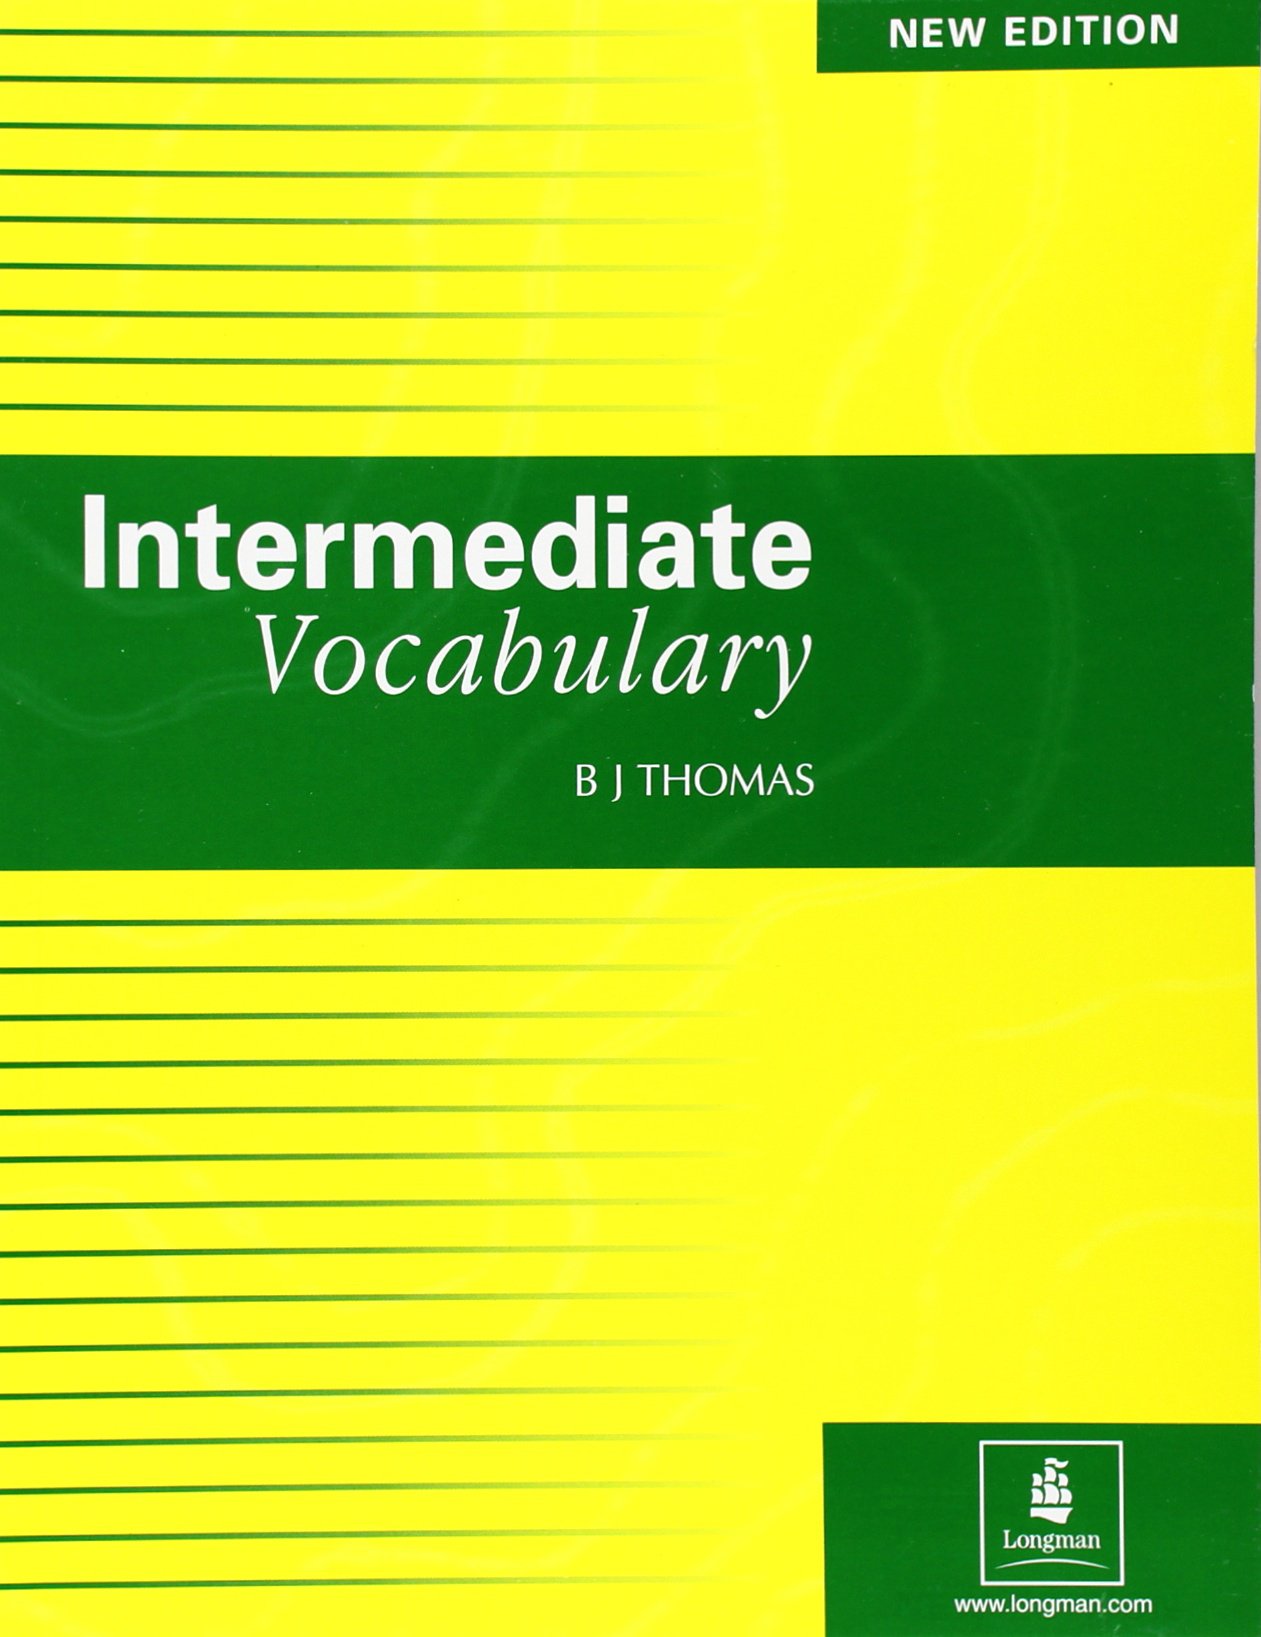 NEW EDITION
Intermediate
Vocabulary
B J THOMAS
Longman
www.longman.com